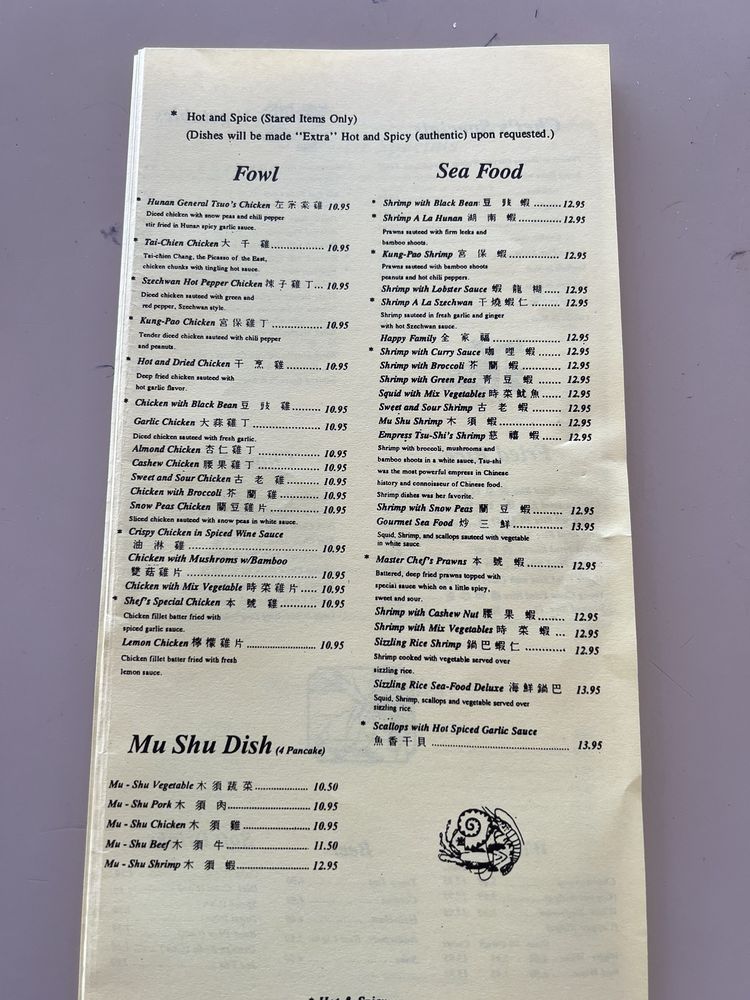 * Hot and Spice (Stared Items Only)
(Dishes will be made "Extra" Hot and Spicy (authentic) upon requested.)
Fowl
* Hunan General Tsuo's Chicken 左宗棠雞 10.95
Diced chicken with snow peas and chili pepper
stir fried in Hunan spicy garlic sauce.
* Tai-Chien Chicken 大千雞 10.95
Tai-chien Chang, the Picasso of the East,
chicken chunks with tingling hot sauce.
* Szechwan Hot Pepper Chicken 辣子雞丁... 10.95
Diced chicken sauteed with green and
red pepper, Szechwan style.
* Kung-Pao Chicken 宮保雞丁 10.95
Tender diced chicken sauteed with chili pepper
and peanuts.
* Hot and Dried Chicken 干烹雞 10.95
Deep fried chicken sauteed with
hot garlic flavor.
* Chicken with Black Bean 豆豉雞 10.95
Garlic Chicken 大蒜雞丁 10.95
Diced chicken sauteed with fresh garlic.
Almond Chicken 杏仁雞丁 10.95
Cashew Chicken 腰果雞丁 10.95
Sweet and Sour Chicken 古老雞 10.95
Chicken with Broccoli 芥蘭雞 10.95
Snow Peas Chicken 蘭豆雞片 10.95
Sliced chicken sauteed with snow peas in white sauce.
* Crispy Chicken in Spiced Wine Sauce
油淋雞 10.95
Chicken with Mushroms w/Bamboo
雙菇雞片 10.95
Chicken with Mix Vegetable 時菜雞片 10.95
* Shef's Special Chicken 本號雞 10.95
Chicken fillet batter fried with
spiced garlic sauce.
Lemon Chicken 檸檬雞片 10.95
Chicken fillet batter fried with fresh
lemon sauce.
Mu Shu Dish (4 Pancake)
Mu - Shu Vegetable 木須蔬菜 10.50
Mu - Shu Pork 木須肉 10.95
Mu - Shu Chicken 木須雞 10.95
Mu - Shu Beef 木須牛 11.50
Mu - Shu Shrimp 木須蝦 12.95
Sea Food
* Shrimp with Black Bean 豆豉蝦 12.95
* Shrimp A La Hunan 湖南蝦 12.95
Prawns sauteed with firm leeks and
bamboo shoots.
* Kung-Pao Shrimp 宮保蝦 12.95
Prawns sauteed with bamboo shoots
peanuts and hot chili peppers.
Shrimp with Lobster Sauce 蝦龍糊 12.95
* Shrimp A La Szechwan 干燒蝦仁 12.95
Shrimp sauteed in fresh garlic and ginger
with hot Szechwan sauce.
Happy Family 全家福 12.95
* Shrimp with Curry Sauce 咖哩蝦 12.95
Shrimp with Broccoli 芥蘭蝦 12.95
Shrimp with Green Peas 青豆蝦 12.95
Squid with Mix Vegetables 時菜魷魚 12.95
Sweet and Sour Shrimp 古老蝦 12.95
Mu Shu Shrimp 木須蝦 12.95
Empress Tsu-Shi's Shrimp 慈禧蝦 12.95
Shrimp with broccoli, mushrooms and
bamboo shoots in a white sauce, Tsu-shi
was the most powerful empress in Chinese
history and connoisseur of Chinese food.
Shrimp dishes was her favorite.
Shrimp with Snow Peas 蘭豆蝦 12.95
Gourmet Sea Food 炒三鮮 13.95
Squid, Shrimp, and scallops sauteed with vegetable
in white sauce.
* Master Chef's Prawns 本號蝦 12.95
Battered, deep fried prawns topped with
special sauce which on a little spicy,
sweet and sour.
Shrimp with Cashew Nut 腰果蝦 12.95
Shrimp with Mix Vegetables 時菜蝦 ... 12.95
Sizzling Rice Shrimp 鍋巴蝦仁 12.95
Shrimp cooked with vegetable served over
sizzling rice.
Sizzling Rice Sea-Food Deluxe 海鮮鍋巴 13.95
Squid, Shrimp, scallops and vegetable served over
sizzling rice.
* Scallops with Hot Spiced Garlic Sauce
魚香干貝 13.95
* Hot & Spicy